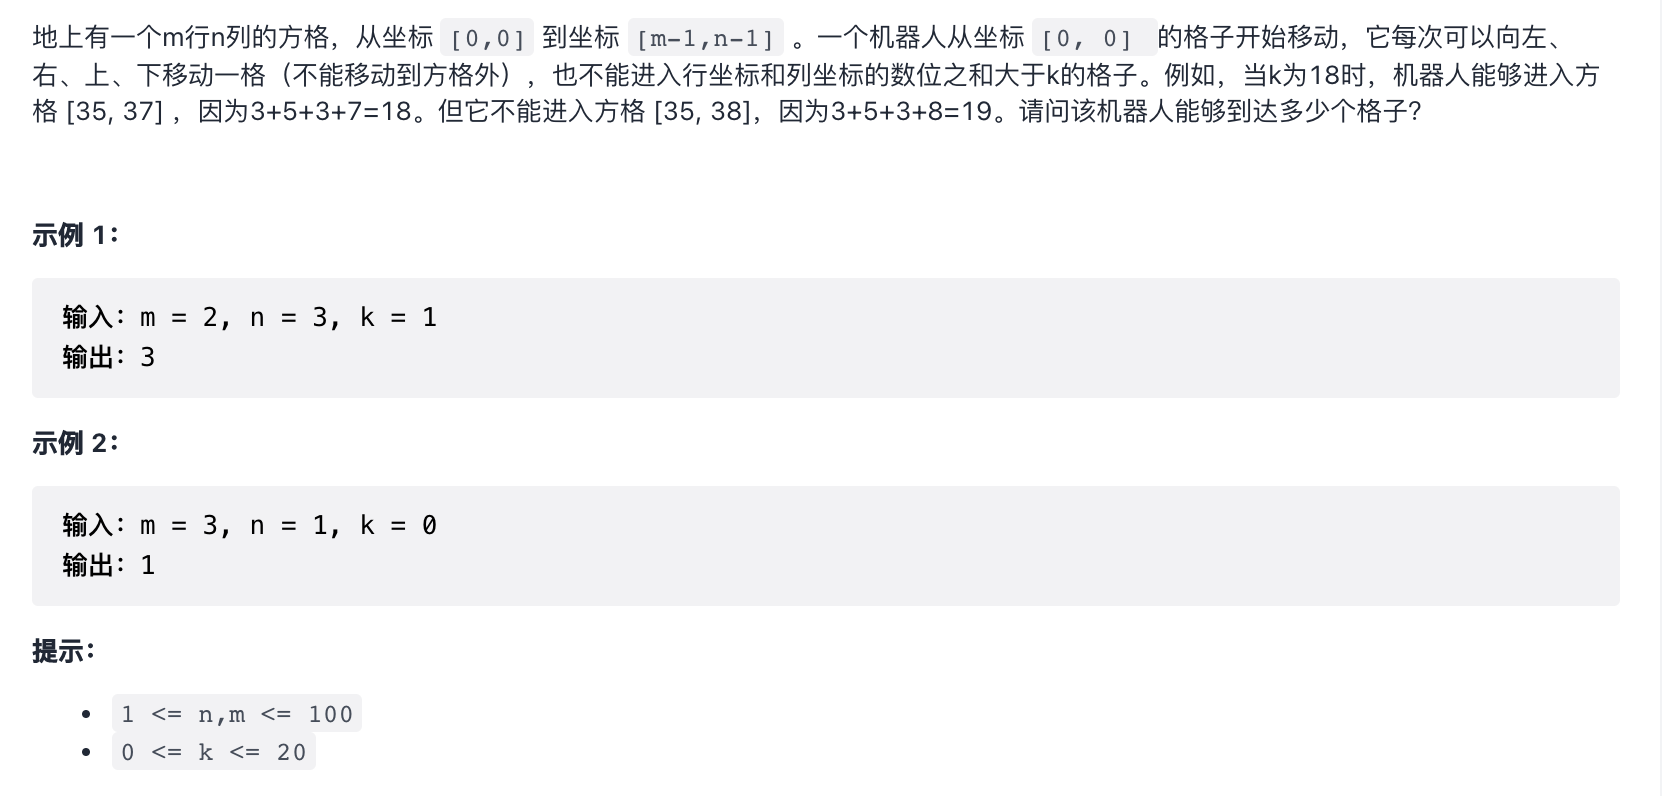 地上有一个m行n列的方格，从坐标 [0,0] 到坐标 [m-1,n-1] 。一个机器人从坐标 [0, 0] 的格子开始移动，它每次可以向左、
右、上、下移动一格（不能移动到方格外），也不能进入行坐标和列坐标的数位之和大于k的格子。例如，当k为18时，机器人能够进入方
格 [35, 37] ，因为3+5+3+7=18。但它不能进入方格 [35, 38]，因为3+5+3+8=19。请问该机器人能够到达多少个格子？
示例 1：
输入：m = 2, n = 3, k = 1
输出：3
示例 2：
输入：m = 3, n = 1, k = 0
输出：1
提示：
• 1 <= n,m <= 100
• 0 <= k <= 20